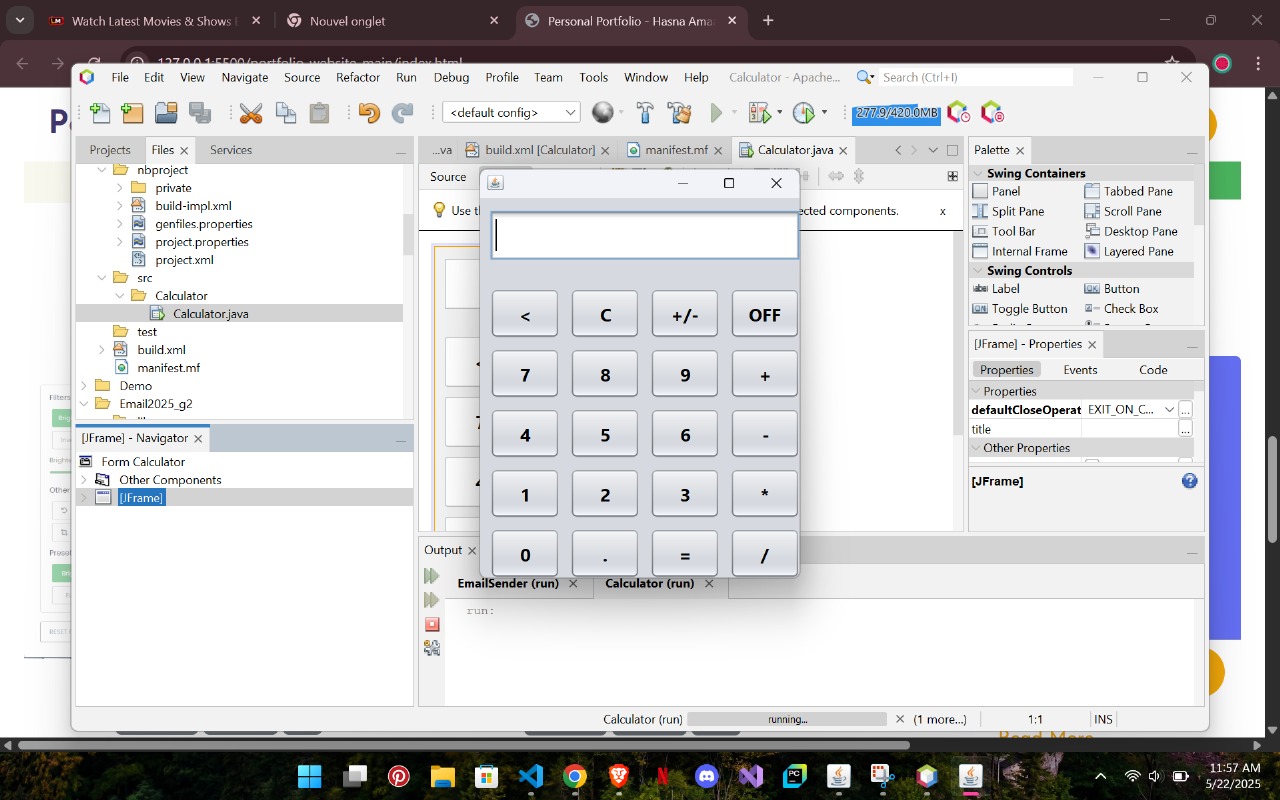 Watch Latest Movies & Shows
Nouvel onglet
Personal Portfolio - Hasna Ama
127.0.0.1:5500/portfolio-website-main/index.html
File Edit View Navigate Source Refactor Run Debug Profile Team Tools Window Help Calculator - Apache... Search (Ctrl+I)
<default config> 277.9/420.0MB
Projects Files Services
...va build.xml [Calculator] manifest.mf Calculator.java
Palette
nbproject
private
build-impl.xml
genfiles.properties
project.properties
project.xml
src
Calculator
Calculator.java
test
build.xml
manifest.mf
Demo
Email2025_g2
[JFrame] - Navigator
Form Calculator
Other Components
[JFrame]
Source
Use th
ected components. x
< C +/- OFF
7 8 9 +
4 5 6 -
1 2 3 *
0 . = /
Swing Containers
Panel Tabbed Pane
Split Pane Scroll Pane
Tool Bar Desktop Pane
Internal Frame Layered Pane
Swing Controls
Label Button
Toggle Button Check Box
[JFrame] - Properties
Properties Events Code
Properties
defaultCloseOperat EXIT_ON_C... ...
title ...
Other Properties
[JFrame]
Output
EmailSender (run) Calculator (run)
run:
Calculator (run) running... (1 more...) 1:1 INS
Filters
Other
Read More
11:57 AM
5/22/2025